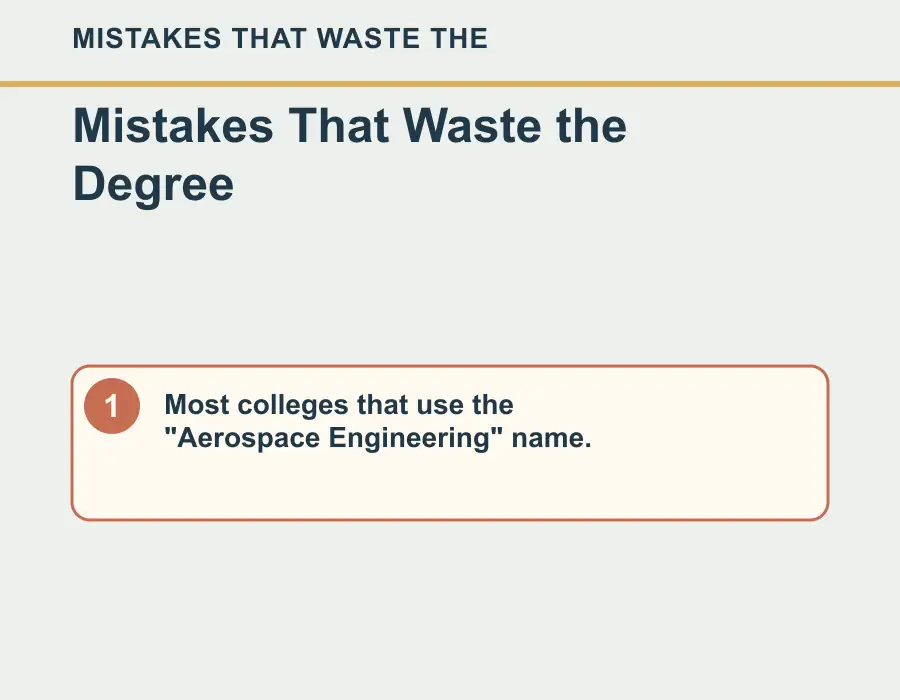 MISTAKES THAT WASTE THE
Mistakes That Waste the
Degree
1
Most colleges that use the
"Aerospace Engineering" name.